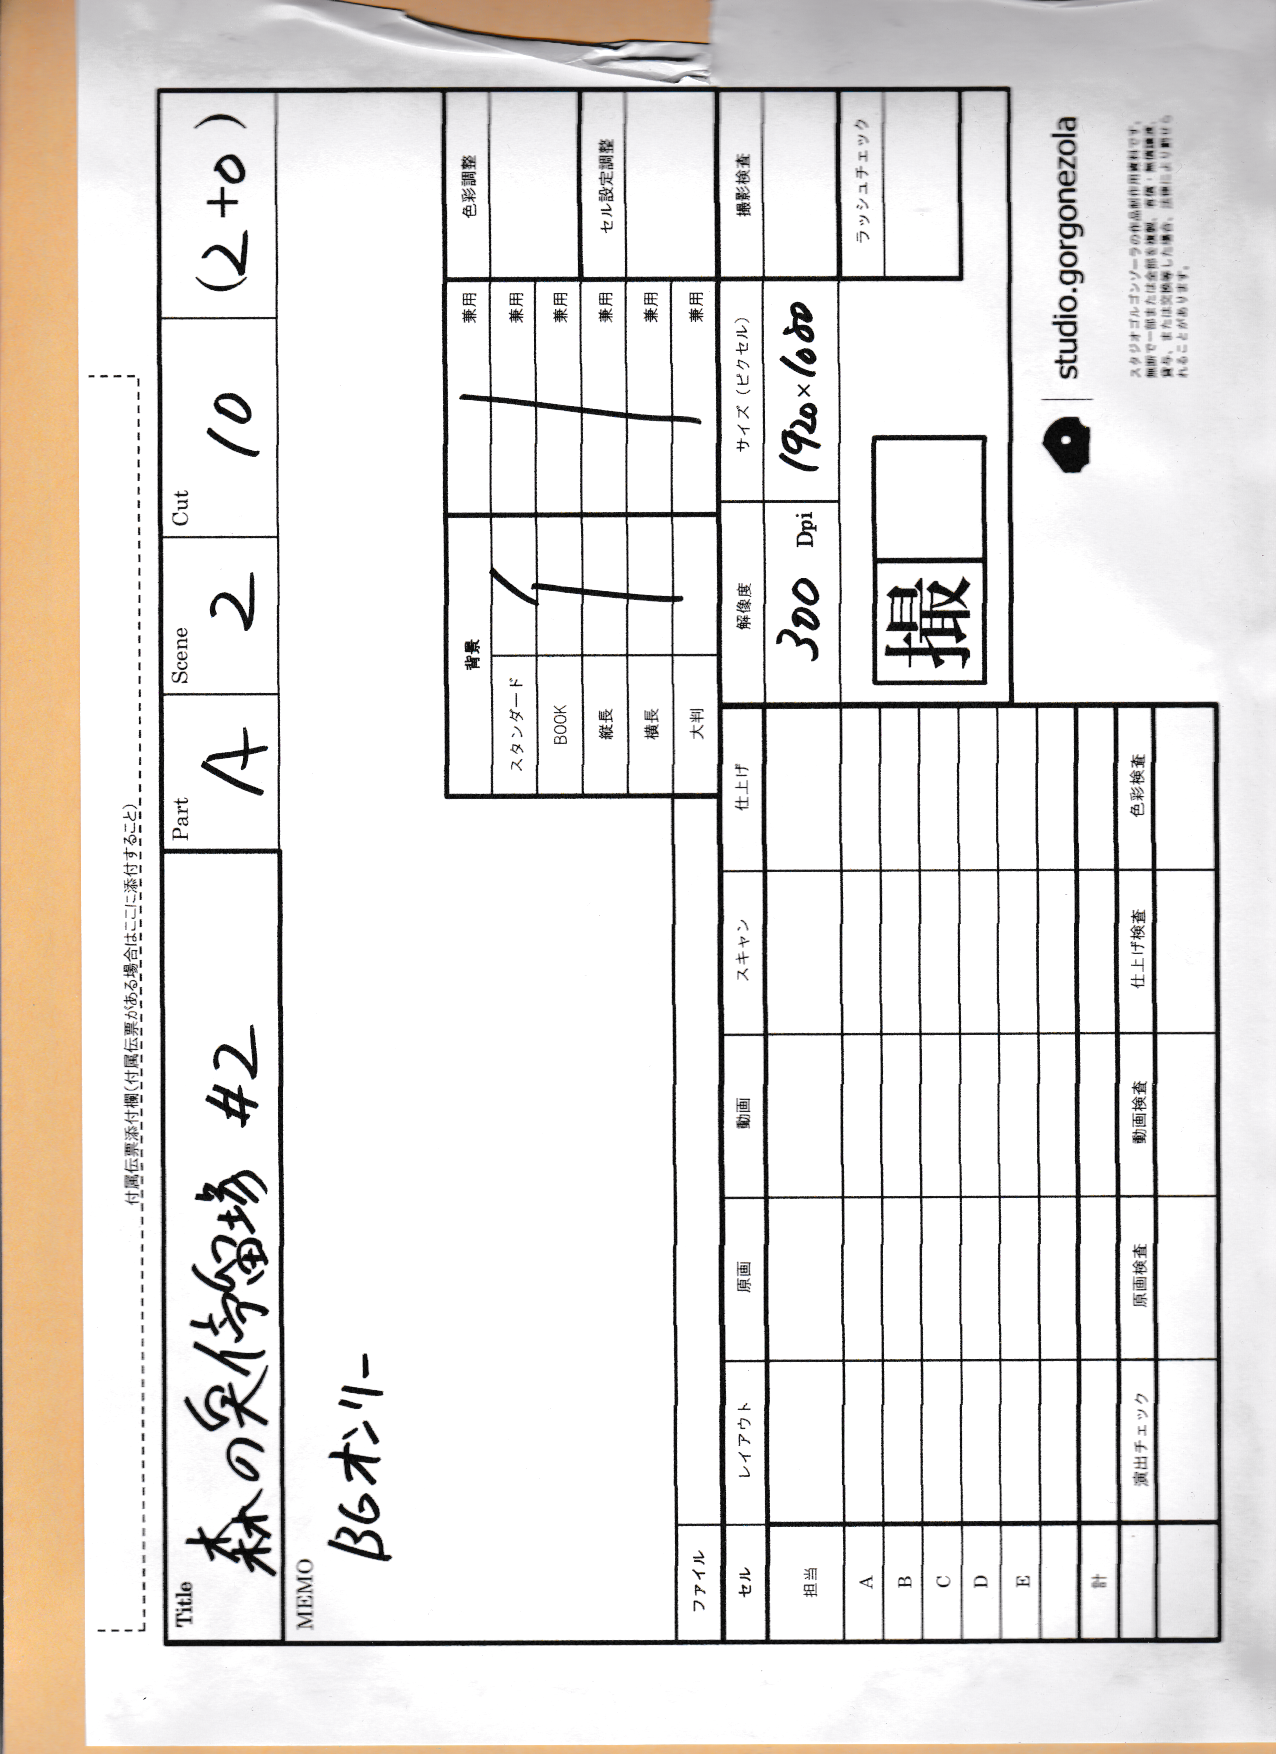 付属伝票添付欄(付属伝票がある場合はここに添付すること)
Title 森の奥停留場 #2
Part A
Scene 2
Cut 10
(2+0)
MEMO
BGオンリー
背景
兼用
色彩調整
スタンダード 1 兼用
BOOK 兼用
縦長 兼用
セル設定調整
横長 兼用
大判 兼用
ファイル
セル レイアウト 原画 動画 スキャン 仕上げ
解像度 サイズ（ピクセル） 撮影検査
担当
300 Dpi 1920×1080
A
B
C
D
E
計
ラッシュチェック
撮
演出チェック 原画検査 動画検査 仕上げ検査 色彩検査
studio.gorgonezola
スタジオゴルゴンゾーラの作品制作用資料です。
無断で一部または全部を複製、有償・無償譲渡、
貸与、または交換等した場合、法律により罰せら
れることがあります。